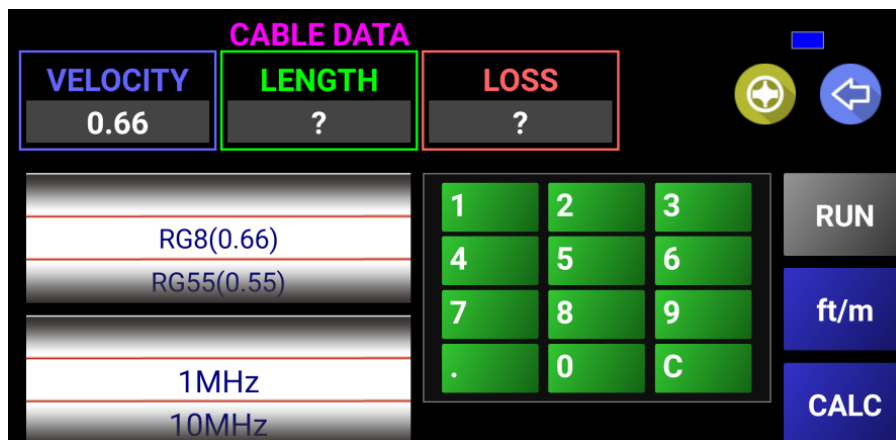 CABLE DATA
VELOCITY LENGTH LOSS
0.66 ? ?
RG8(0.66)
RG55(0.55)
1MHz
10MHz
1 2 3
4 5 6
7 8 9
. 0 C
RUN
ft/m
CALC